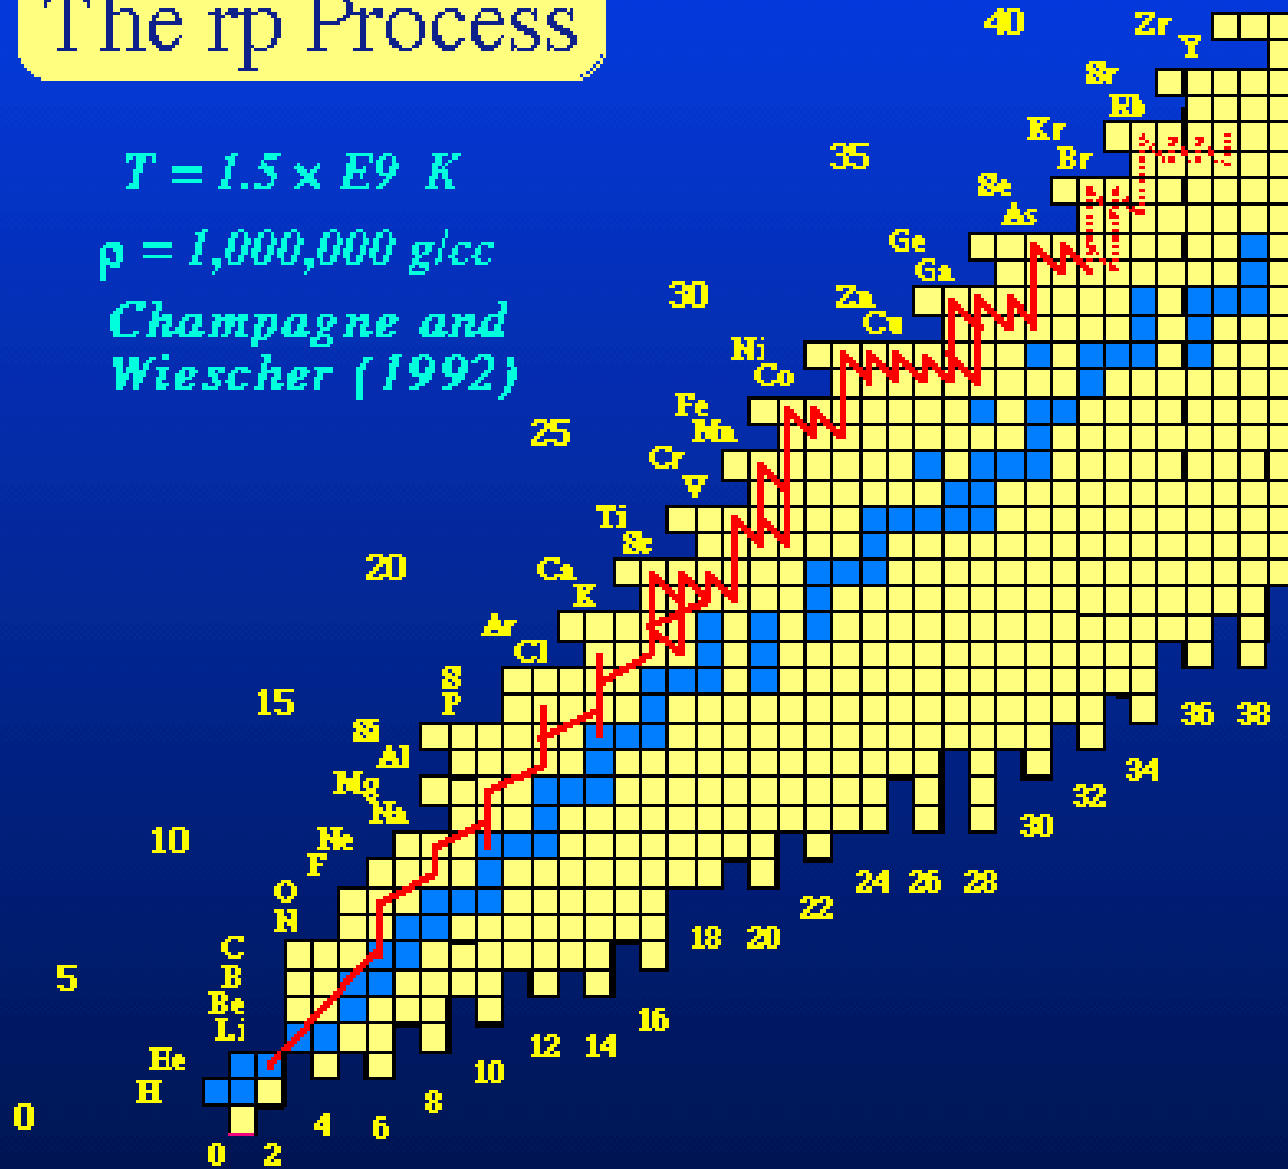 The rp Process
T = 1.5 × E9 K
ρ = 1,000,000 g/cc
Champagne and
Wiescher (1992)
40
Zr
Y
Sr
Rb
35
Kr
Br
Se
As
30
Ge
Ga
Zn
Cu
25
Ni
Co
Fe
Mn
Cr
V
20
Ti
Sc
Ca
K
Ar
Cl
15
S
P
Si
Al
Mg
Na
10
Ne
F
O
N
5
C
B
Be
Li
He
H
0
0
2
4
6
8
10
12
14
16
18
20
22
24
26
28
30
32
34
36
38